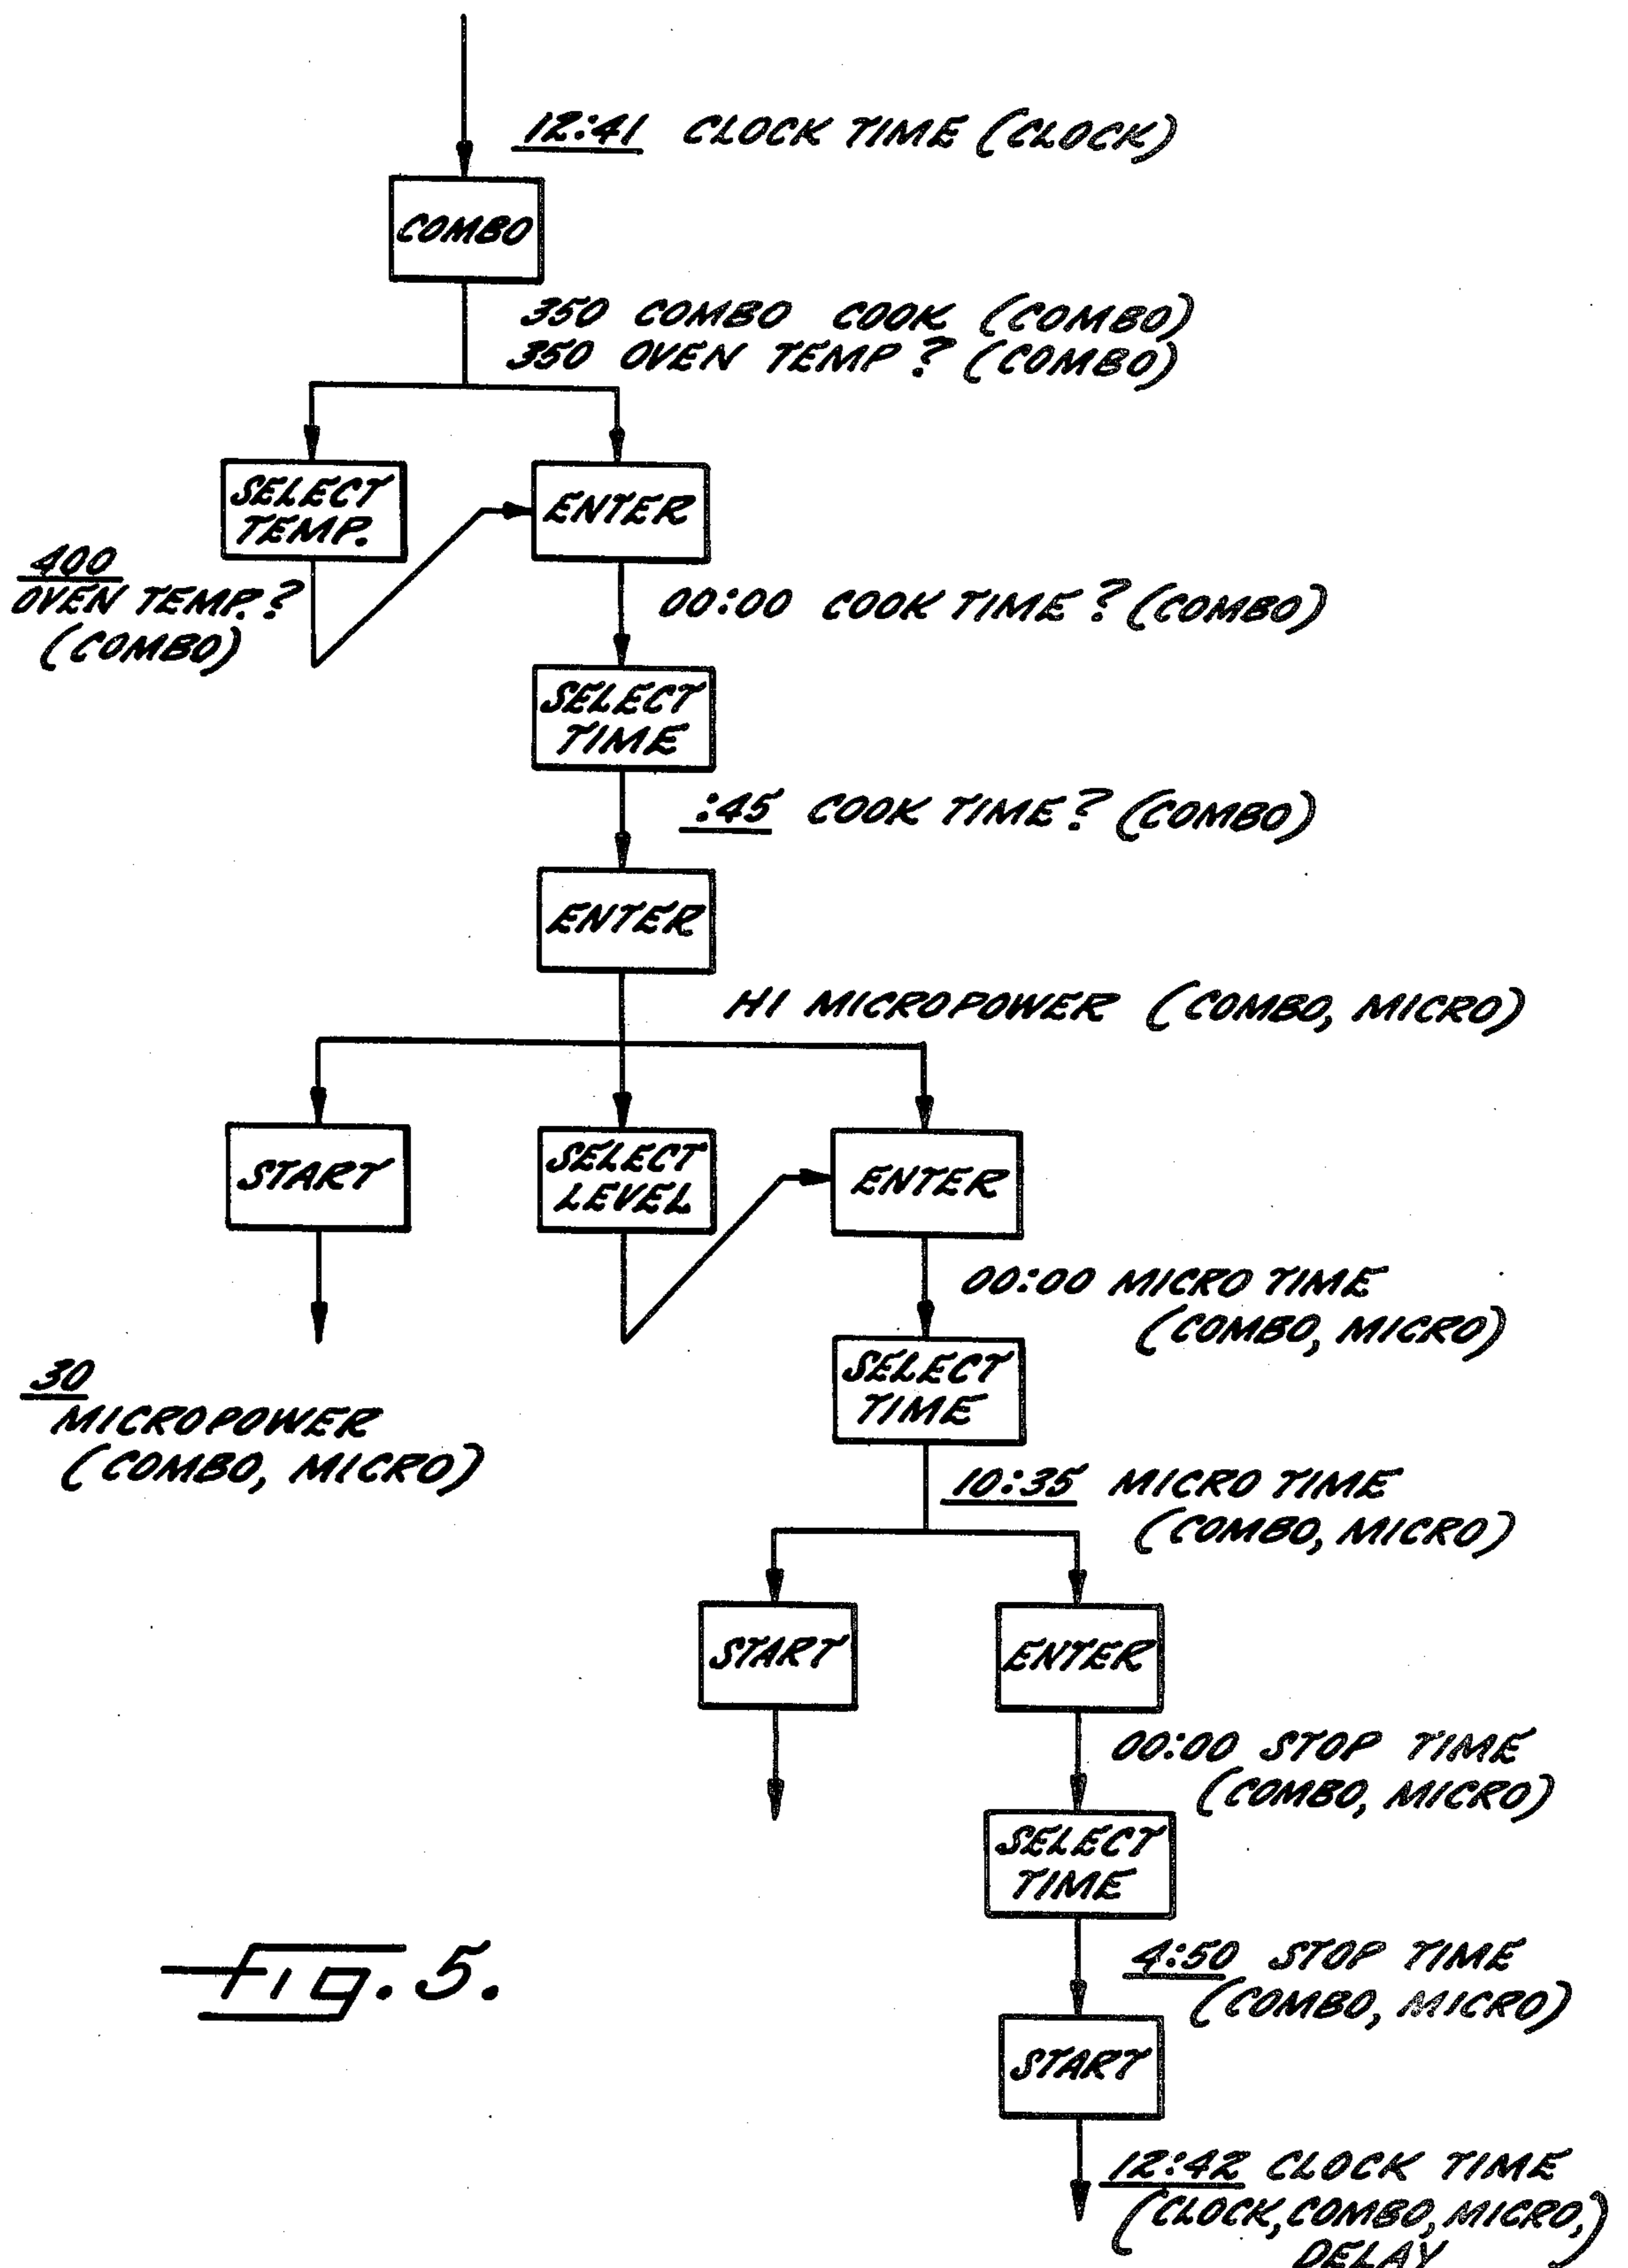 12:41 CLOCK TIME (CLOCK)
COMBO
350 COMBO COOK (COMBO)
350 OVEN TEMP? (COMBO)
SELECT
TEMP.
ENTER
400
OVEN TEMP.?
(COMBO)
00:00 COOK TIME? (COMBO)
SELECT
TIME
:45 COOK TIME? (COMBO)
ENTER
HI MICROPOWER (COMBO, MICRO)
START
SELECT
LEVEL
ENTER
00:00 MICRO TIME
(COMBO, MICRO)
30
MICROPOWER
(COMBO, MICRO)
SELECT
TIME
10:35 MICRO TIME
(COMBO, MICRO)
START
ENTER
00:00 STOP TIME
(COMBO, MICRO)
SELECT
TIME
4:50 STOP TIME
(COMBO, MICRO)
START
12:42 CLOCK TIME
(CLOCK, COMBO, MICRO,)
DELAY
Fig. 5.